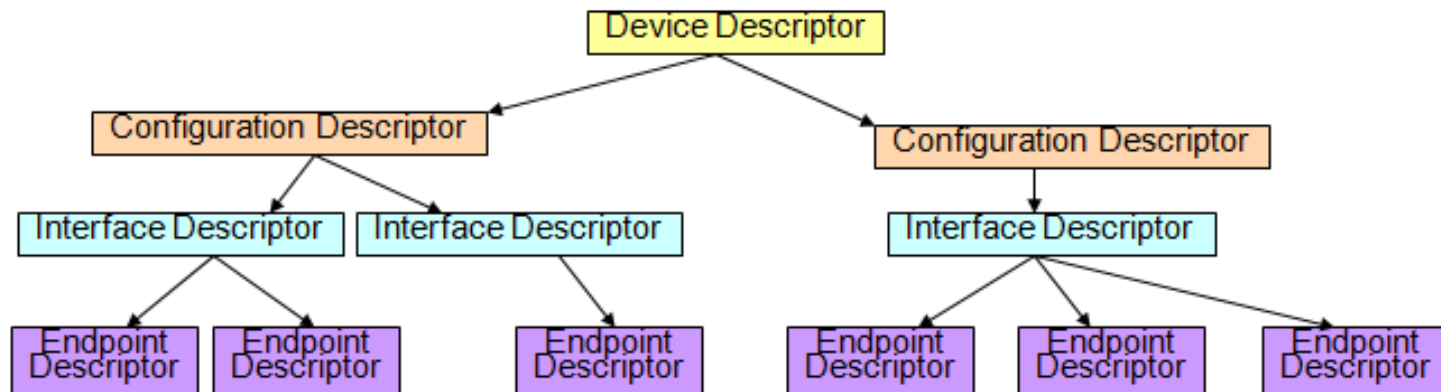 Device Descriptor
Configuration Descriptor
Configuration Descriptor
Interface Descriptor
Interface Descriptor
Interface Descriptor
Endpoint
Descriptor
Endpoint
Descriptor
Endpoint
Descriptor
Endpoint
Descriptor
Endpoint
Descriptor
Endpoint
Descriptor